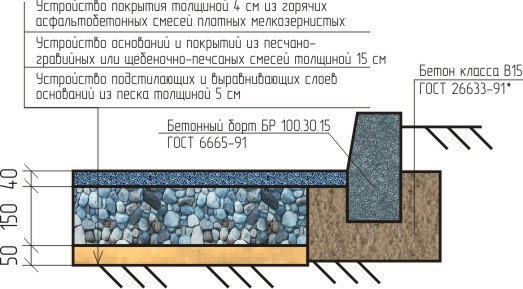 Устройство покрытия толщиной 4 см из горячих
асфальтобетонных смесей плотных мелкозернистых
Устройство оснований и покрытий из песчано-
гравийных или щебеночно-песчаных смесей толщиной 15 см
Устройство подстилающих и выравнивающих слоев
оснований из песка толщиной 5 см
Бетон класса В15
ГОСТ 26633-91*
Бетонный борт БР 100.30.15
ГОСТ 6665-91
40
150
50